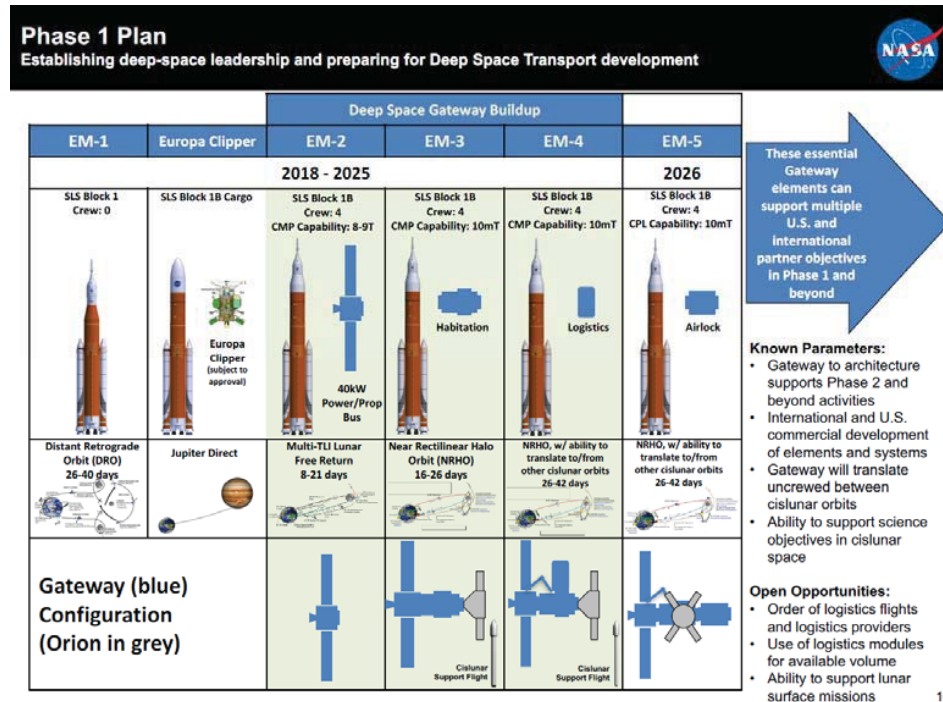 Phase 1 Plan
Establishing deep-space leadership and preparing for Deep Space Transport development
NASA
Deep Space Gateway Buildup
EM-1
Europa Clipper
EM-2
EM-3
EM-4
EM-5
2018 - 2025
2026
SLS Block 1
Crew: 0
SLS Block 1B Cargo
Europa
Clipper
(subject to
approval)
SLS Block 1B
Crew: 4
CMP Capability: 8-9T
40kW
Power/Prop
Bus
SLS Block 1B
Crew: 4
CMP Capability: 10mT
Habitation
SLS Block 1B
Crew: 4
CMP Capability: 10mT
Logistics
SLS Block 1B
Crew: 4
CPL Capability: 10mT
Airlock
Distant Retrograde
Orbit (DRO)
26-40 days
Jupiter Direct
Multi-TLI Lunar
Free Return
8-21 days
Near Rectilinear Halo
Orbit (NRHO)
16-26 days
NRHO, w/ ability to
translate to/from
other cislunar orbits
26-42 days
NRHO, w/ ability to
translate to/from
other cislunar orbits
26-42 days
Gateway (blue)
Configuration
(Orion in grey)
Cislunar
Support Flight
Cislunar
Support Flight
These essential
Gateway
elements can
support multiple
U.S. and
international
partner objectives
in Phase 1 and
beyond
Known Parameters:
• Gateway to architecture
supports Phase 2 and
beyond activities
• International and U.S.
commercial development
of elements and systems
• Gateway will translate
uncrewed between
cislunar orbits
• Ability to support science
objectives in cislunar
space
Open Opportunities:
• Order of logistics flights
and logistics providers
• Use of logistics modules
for available volume
• Ability to support lunar
surface missions
1